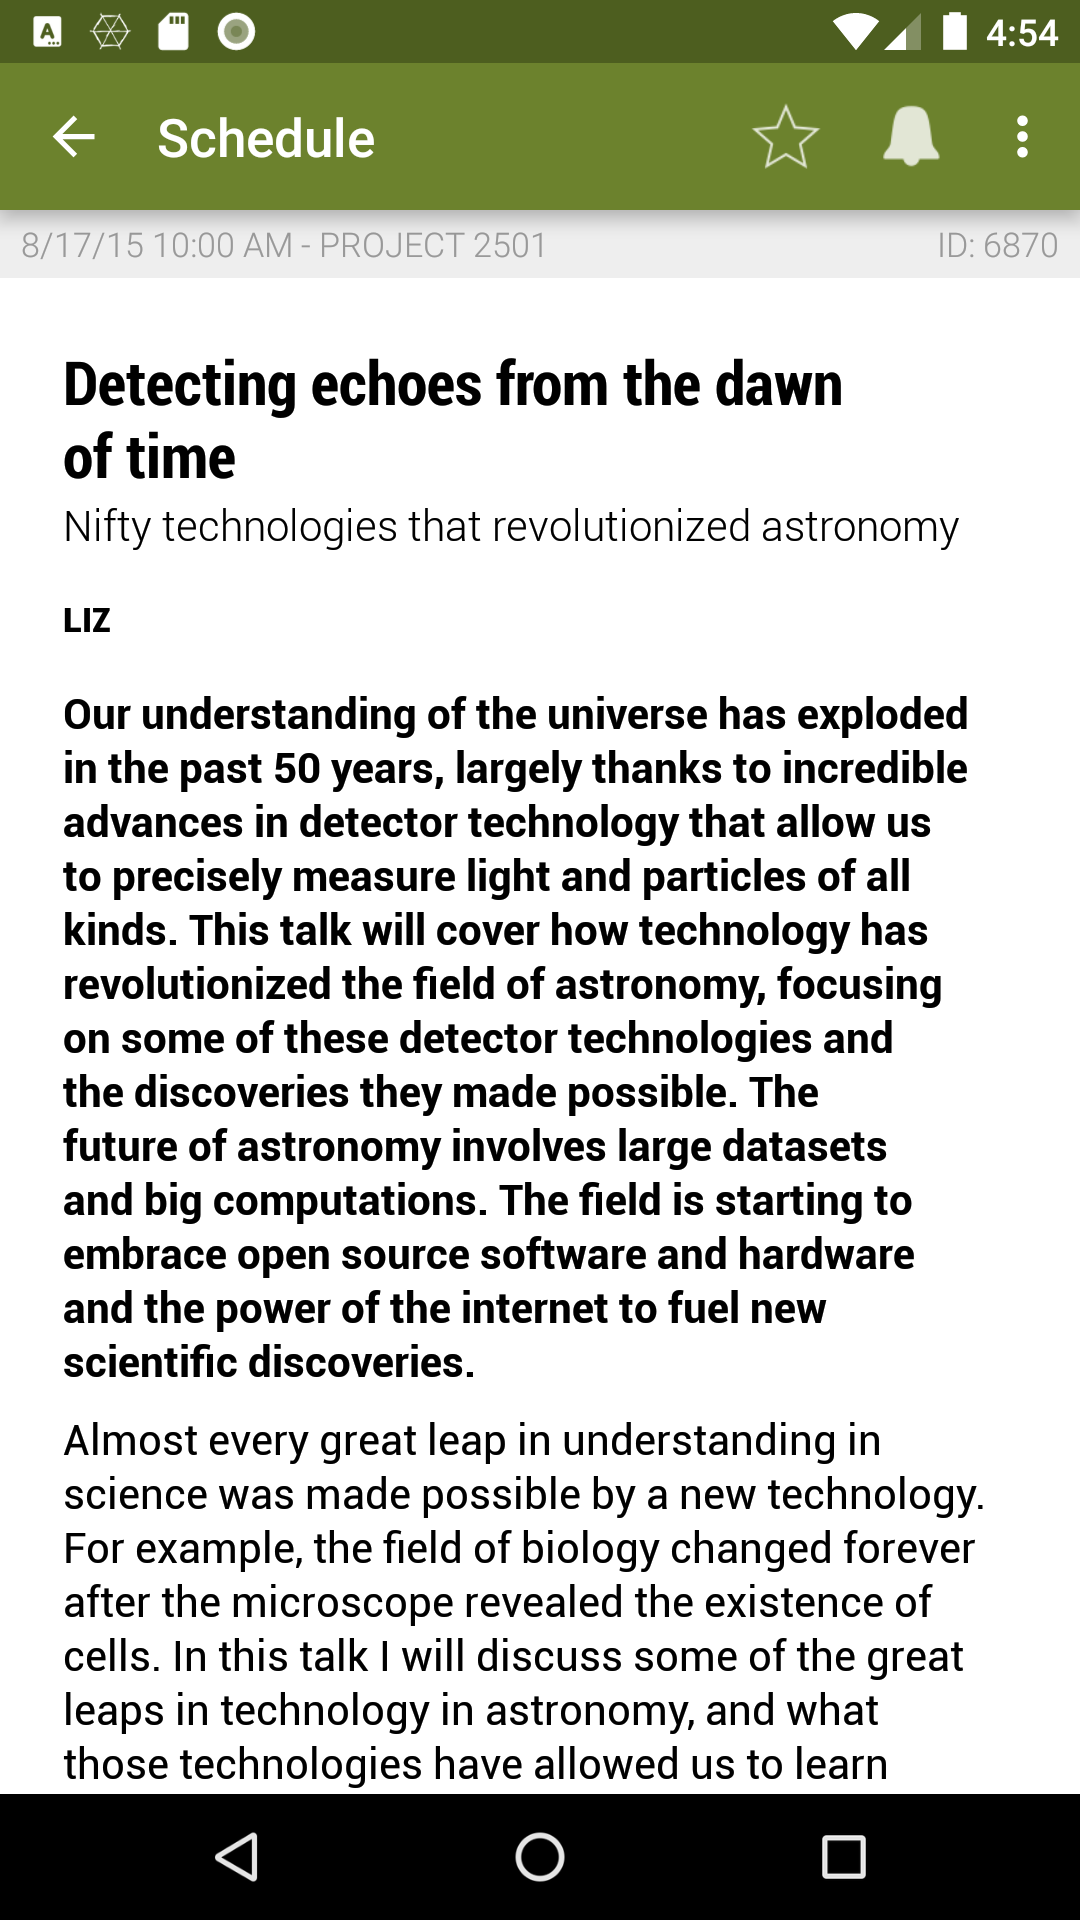 4:54
Schedule
8/17/15 10:00 AM - PROJECT 2501
ID: 6870
Detecting echoes from the dawn
of time
Nifty technologies that revolutionized astronomy
LIZ
Our understanding of the universe has exploded
in the past 50 years, largely thanks to incredible
advances in detector technology that allow us
to precisely measure light and particles of all
kinds. This talk will cover how technology has
revolutionized the field of astronomy, focusing
on some of these detector technologies and
the discoveries they made possible. The
future of astronomy involves large datasets
and big computations. The field is starting to
embrace open source software and hardware
and the power of the internet to fuel new
scientific discoveries.
Almost every great leap in understanding in
science was made possible by a new technology.
For example, the field of biology changed forever
after the microscope revealed the existence of
cells. In this talk I will discuss some of the great
leaps in technology in astronomy, and what
those technologies have allowed us to learn